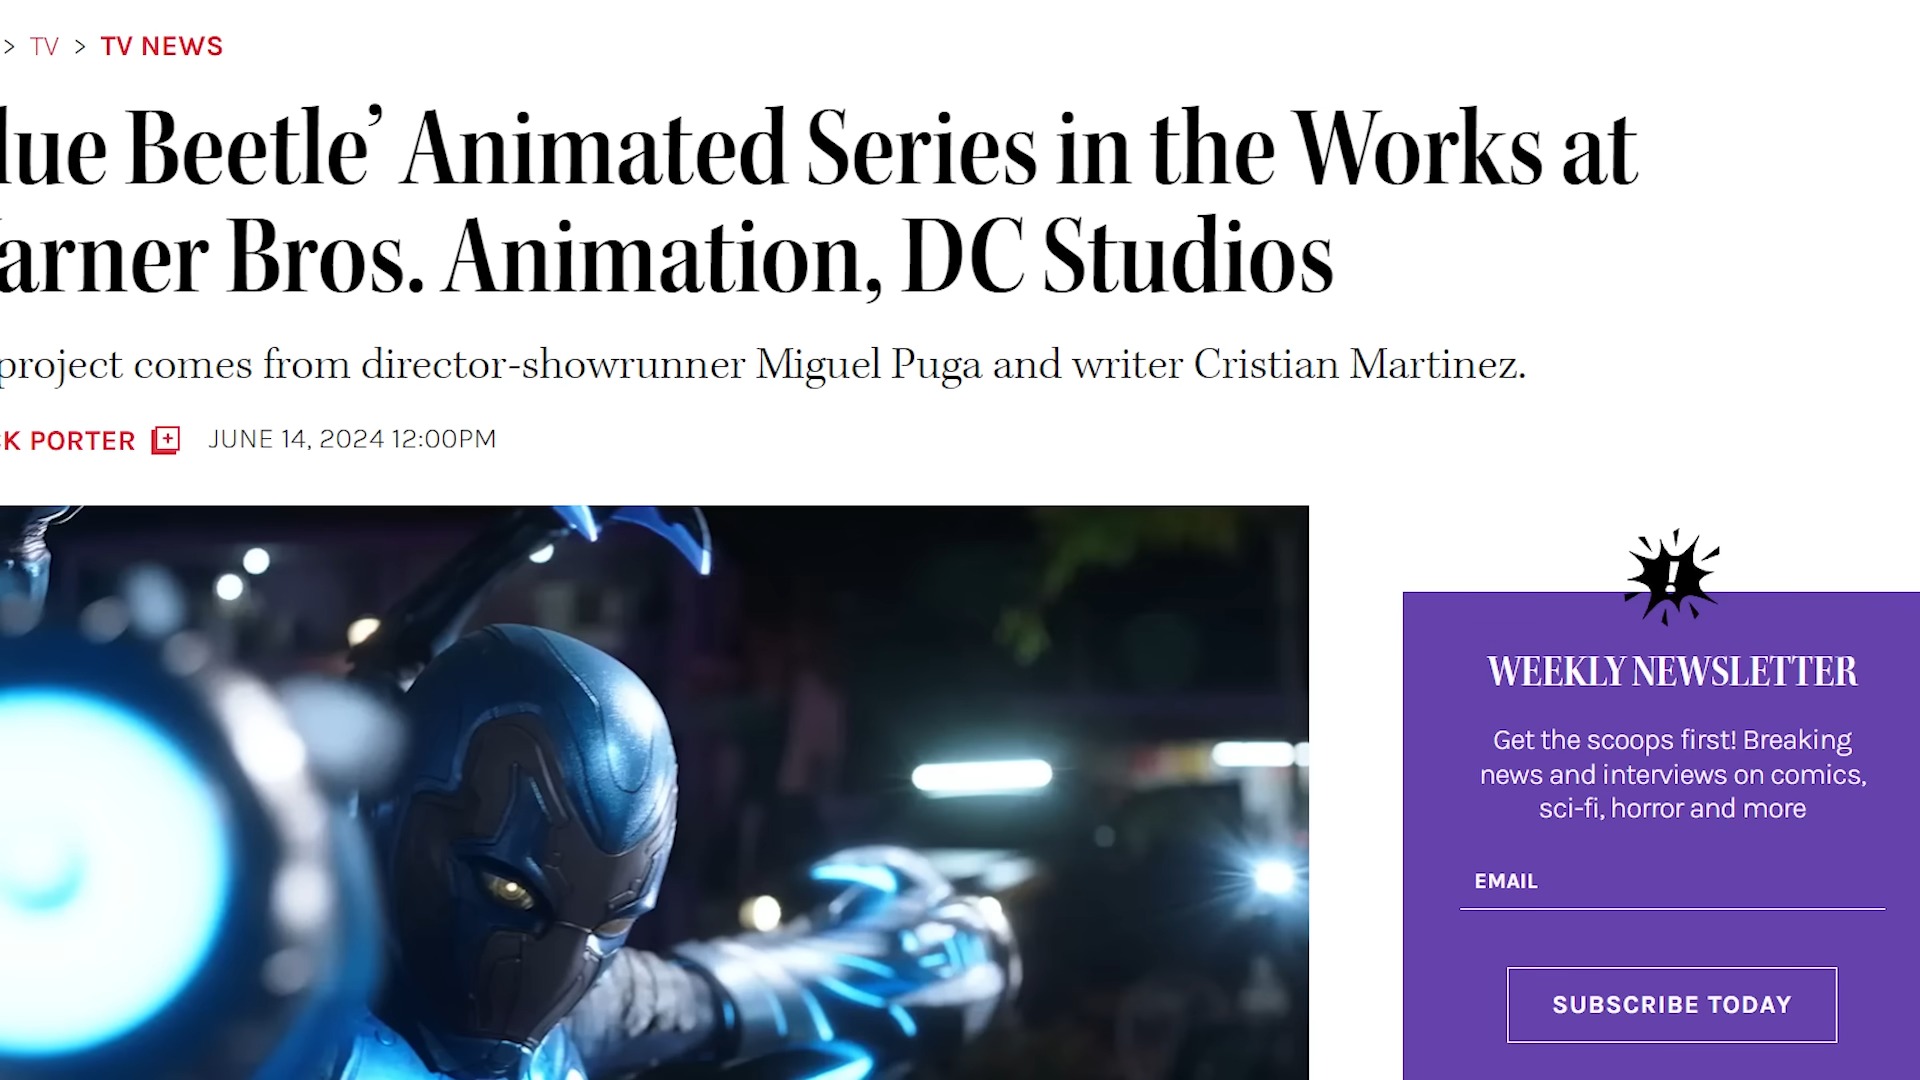 > TV > TV NEWS
lue Beetle’ Animated Series in the Works at
arner Bros. Animation, DC Studios
project comes from director-showrunner Miguel Puga and writer Cristian Martinez.
CK PORTER JUNE 14, 2024 12:00PM
!
WEEKLY NEWSLETTER
Get the scoops first! Breaking
news and interviews on comics,
sci-fi, horror and more
EMAIL
SUBSCRIBE TODAY